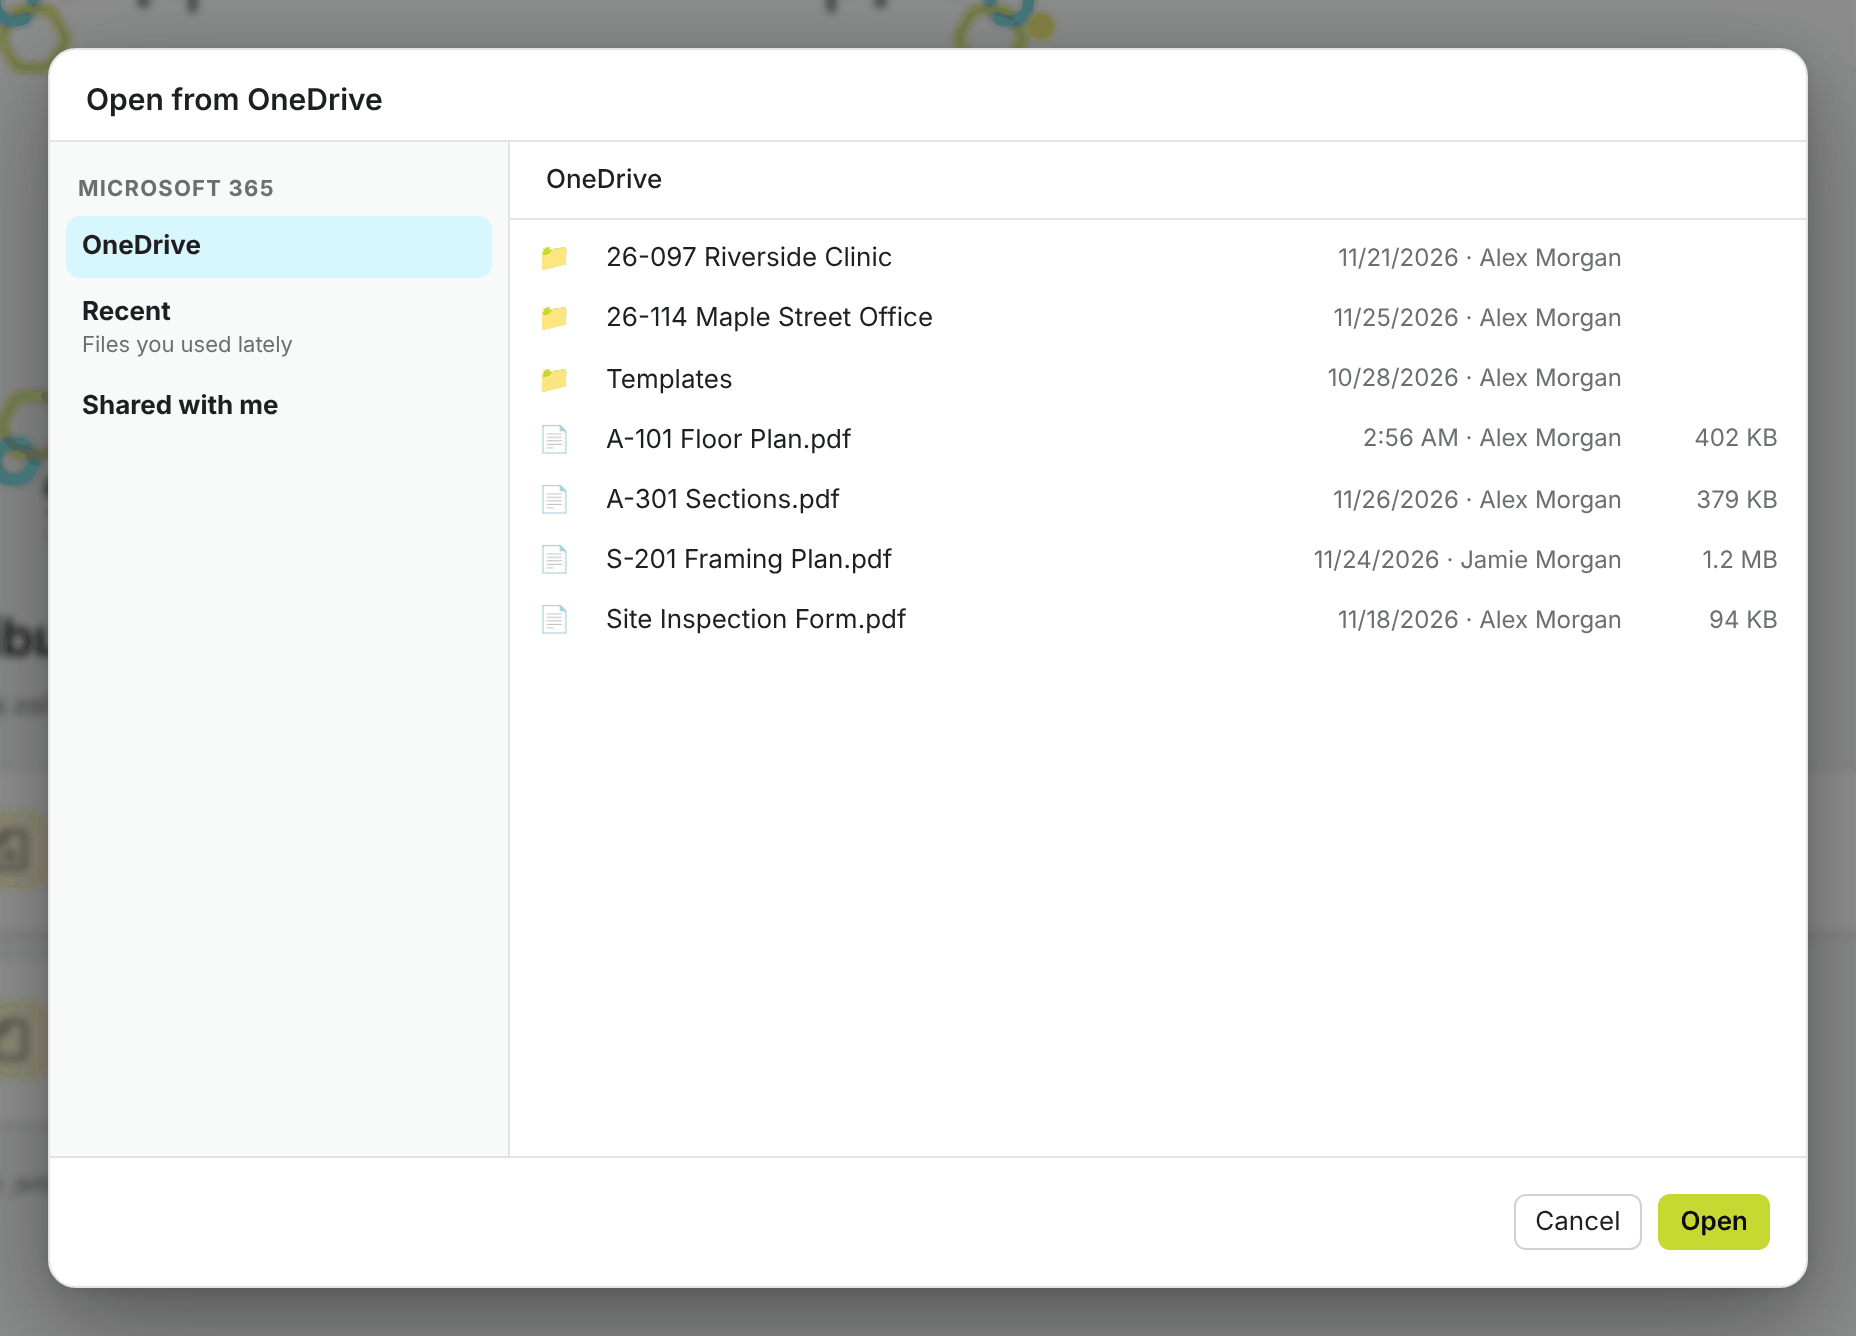 Open from OneDrive
MICROSOFT 365
OneDrive
Recent
Files you used lately
Shared with me
OneDrive
26-097 Riverside Clinic 11/21/2026 · Alex Morgan
26-114 Maple Street Office 11/25/2026 · Alex Morgan
Templates 10/28/2026 · Alex Morgan
A-101 Floor Plan.pdf 2:56 AM · Alex Morgan 402 KB
A-301 Sections.pdf 11/26/2026 · Alex Morgan 379 KB
S-201 Framing Plan.pdf 11/24/2026 · Jamie Morgan 1.2 MB
Site Inspection Form.pdf 11/18/2026 · Alex Morgan 94 KB
Cancel Open